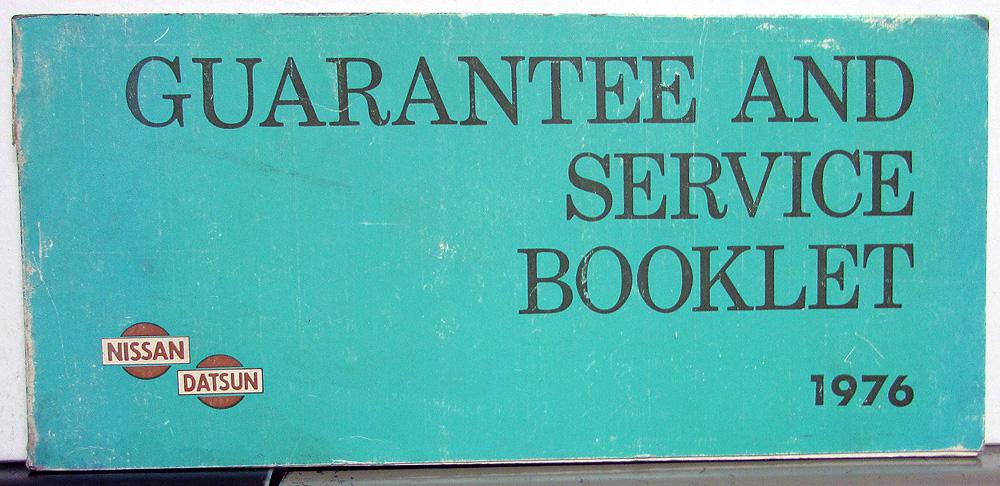 GUARANTEE AND
SERVICE
BOOKLET
NISSAN
DATSUN
1976